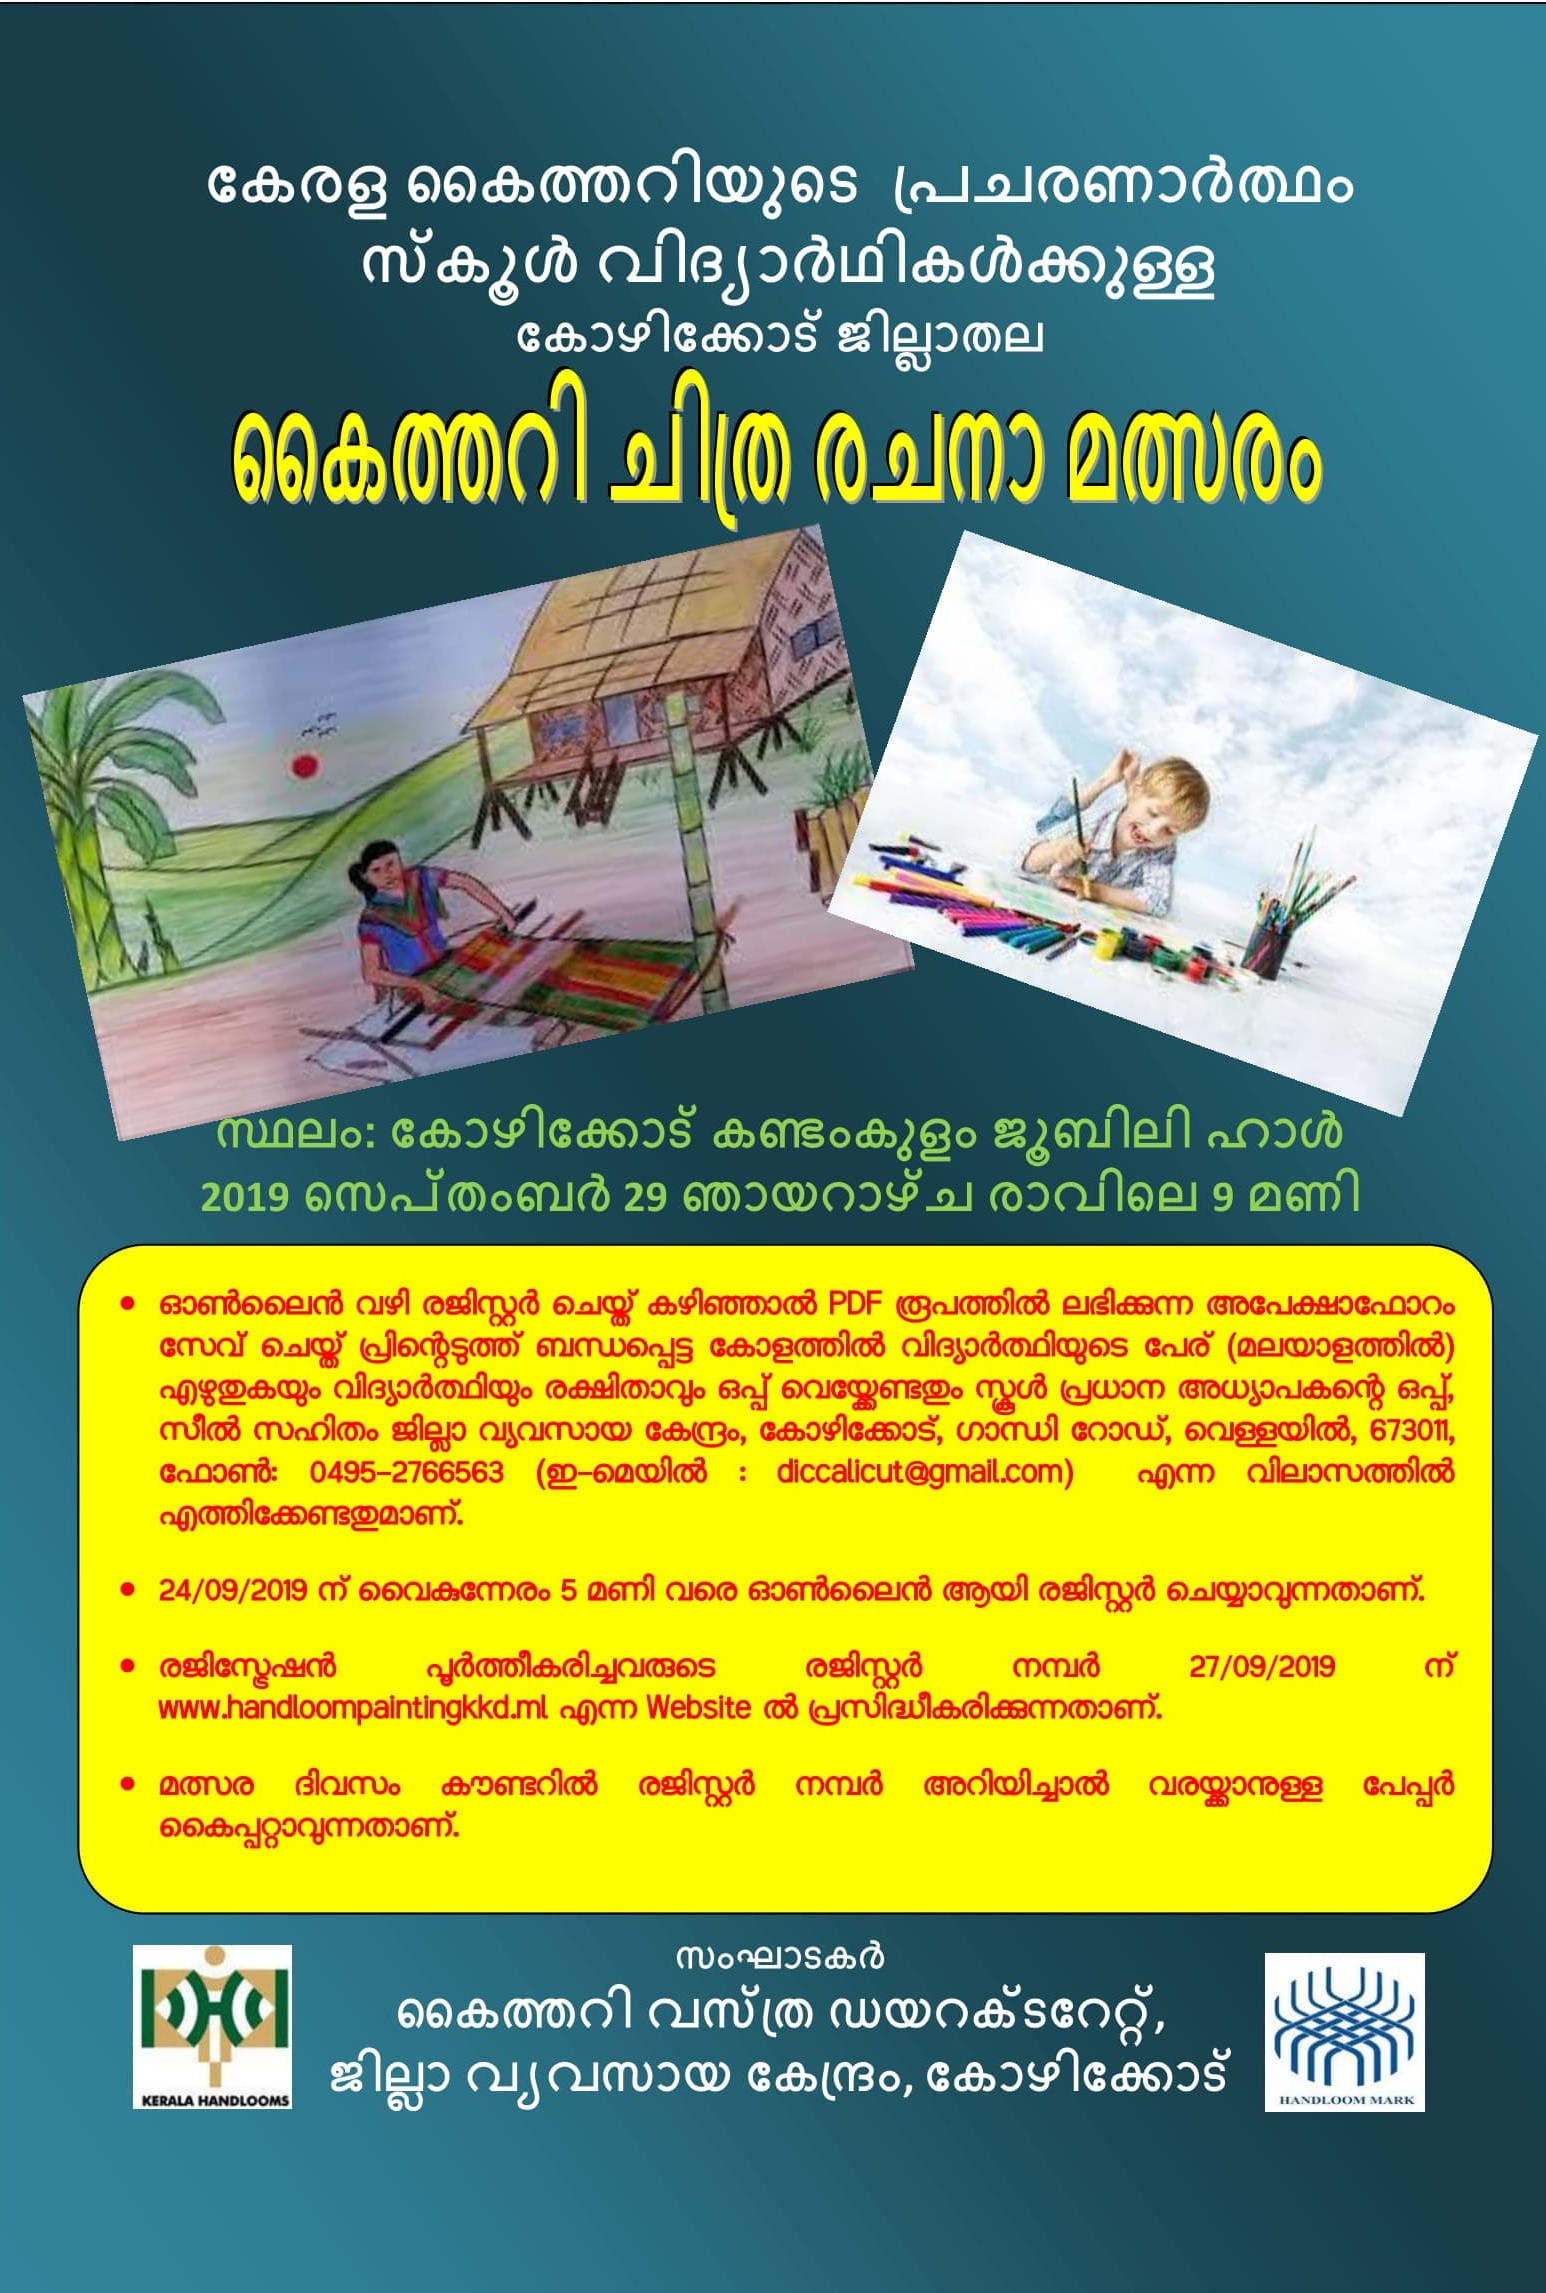 കേരള കൈത്തറിയുടെ പ്രചരണാർത്ഥം
സ്കൂൾ വിദ്യാർഥികൾക്കുള്ള
കോഴിക്കോട് ജില്ലാതല
കൈത്തറി ചിത്ര രചനാ മത്സരം
സ്ഥലം: കോഴിക്കോട് കണ്ടംകുളം ജൂബിലി ഹാൾ
2019 സെപ്തംബർ 29 ഞായറാഴ്ച രാവിലെ 9 മണി
• ഓൺലൈൻ വഴി രജിസ്റ്റർ ചെയ്ത് കഴിഞ്ഞാൽ PDF രൂപത്തിൽ ലഭിക്കുന്ന അപേക്ഷാഫോറം
സേവ് ചെയ്ത് പ്രിന്റെടുത്ത് ബന്ധപ്പെട്ട കോളത്തിൽ വിദ്യാർത്ഥിയുടെ പേര് (മലയാളത്തിൽ)
എഴുതുകയും വിദ്യാർത്ഥിയും രക്ഷിതാവും ഒപ്പ് വെയ്ക്കേണ്ടതും സ്കൂൾ പ്രധാന അധ്യാപകന്റെ ഒപ്പ്,
സീൽ സഹിതം ജില്ലാ വ്യവസായ കേന്ദ്രം, കോഴിക്കോട്, ഗാന്ധി റോഡ്, വെള്ളയിൽ, 673011,
ഫോൺ: 0495-2766563 (ഇ-മെയിൽ : diccalicut@gmail.com) എന്ന വിലാസത്തിൽ
എത്തിക്കേണ്ടതുമാണ്.
• 24/09/2019 ന് വൈകുന്നേരം 5 മണി വരെ ഓൺലൈൻ ആയി രജിസ്റ്റർ ചെയ്യാവുന്നതാണ്.
• രജിസ്ട്രേഷൻ പൂർത്തീകരിച്ചവരുടെ രജിസ്റ്റർ നമ്പർ 27/09/2019 ന്
www.handloompaintingkkd.ml എന്ന Website ൽ പ്രസിദ്ധീകരിക്കുന്നതാണ്.
• മത്സര ദിവസം കൗണ്ടറിൽ രജിസ്റ്റർ നമ്പർ അറിയിച്ചാൽ വരയ്ക്കാനുള്ള പേപ്പർ
കൈപ്പറ്റാവുന്നതാണ്.
സംഘാടകർ
കൈത്തറി വസ്ത്ര ഡയറക്ടറേറ്റ്,
ജില്ലാ വ്യവസായ കേന്ദ്രം, കോഴിക്കോട്
KERALA HANDLOOMS
HANDLOOM MARK